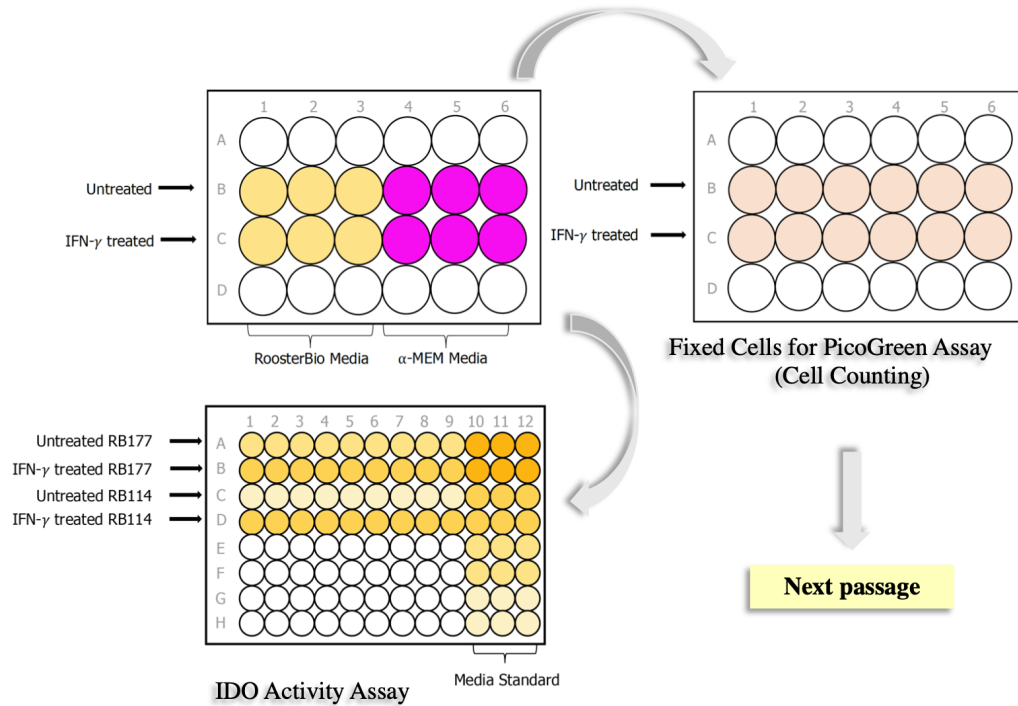 1 2 3 4 5 6
A
B
C
D
Untreated
IFN-γ treated
RoosterBio Media
α-MEM Media
1 2 3 4 5 6
A
B
C
D
Untreated
IFN-γ treated
Fixed Cells for PicoGreen Assay
(Cell Counting)
1 2 3 4 5 6 7 8 9 10 11 12
A
B
C
D
E
F
G
H
Untreated RB177
IFN-γ treated RB177
Untreated RB114
IFN-γ treated RB114
Media Standard
IDO Activity Assay
Next passage